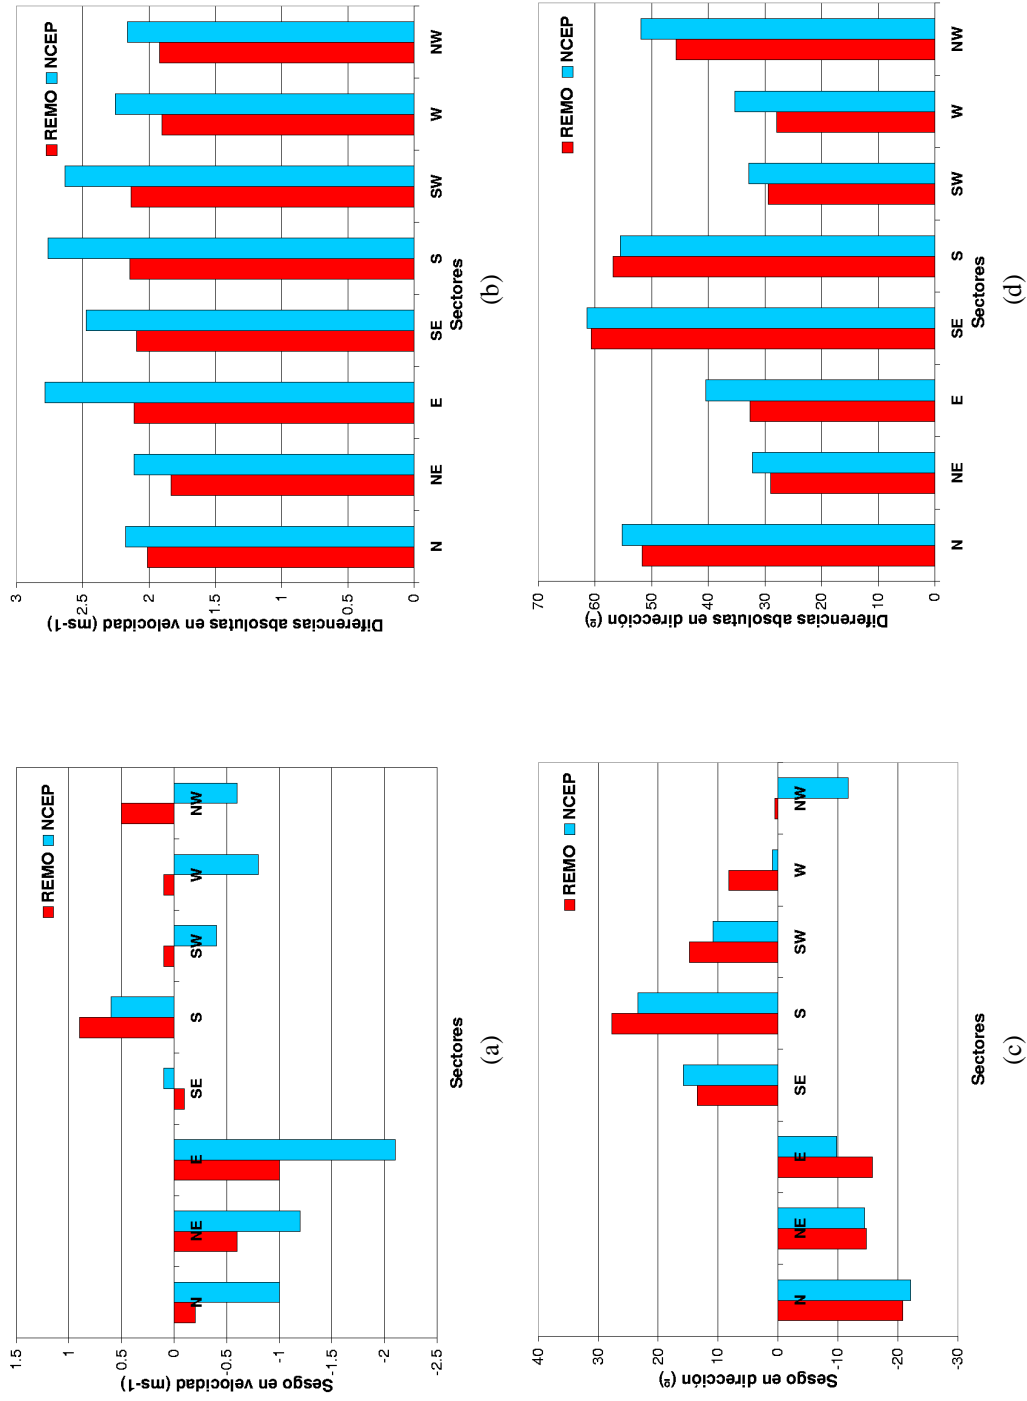 REMO NCEP
1.5
1
0.5
0
-0.5
-1
-1.5
-2
-2.5
Sesgo en velocidad (ms-1)
N NE E SE S SW W NW
Sectores
(a)
REMO NCEP
3
2.5
2
1.5
1
0.5
0
Diferencias absolutas en velocidad (ms-1)
N NE E SE S SW W NW
Sectores
(b)
REMO NCEP
40
30
20
10
0
-10
-20
-30
Sesgo en dirección (º)
N NE E SE S SW W NW
Sectores
(c)
REMO NCEP
70
60
50
40
30
20
10
0
Diferencias absolutas en dirección (º)
N NE E SE S SW W NW
Sectores
(d)